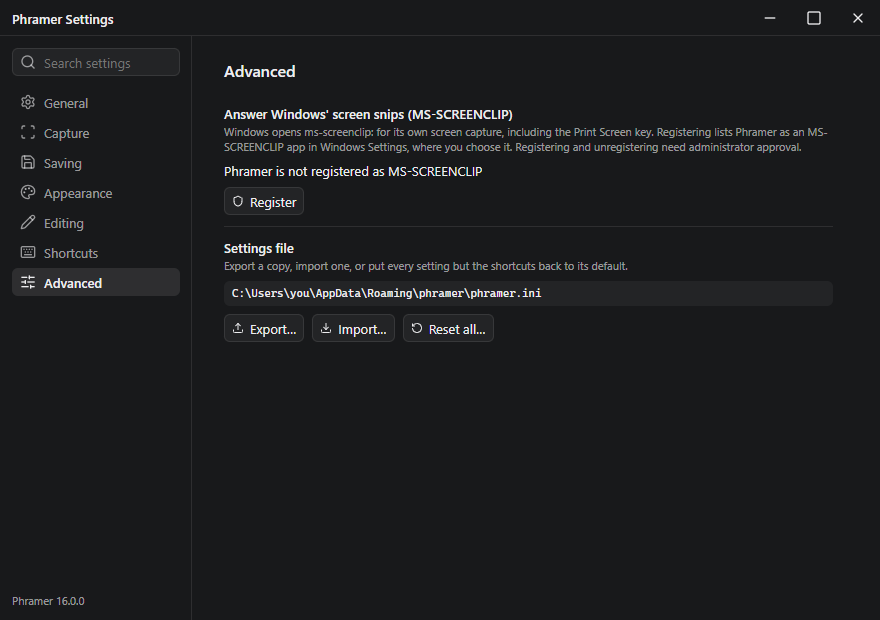 Phramer Settings
Search settings
General
Capture
Saving
Appearance
Editing
Shortcuts
Advanced
Phramer 16.0.0
Advanced
Answer Windows' screen snips (MS-SCREENCLIP)
Windows opens ms-screenclip: for its own screen capture, including the Print Screen key. Registering lists Phramer as an MS-
SCREENCLIP app in Windows Settings, where you choose it. Registering and unregistering need administrator approval.
Phramer is not registered as MS-SCREENCLIP
Register
Settings file
Export a copy, import one, or put every setting but the shortcuts back to its default.
C:\Users\you\AppData\Roaming\phramer\phramer.ini
Export... Import... Reset all...